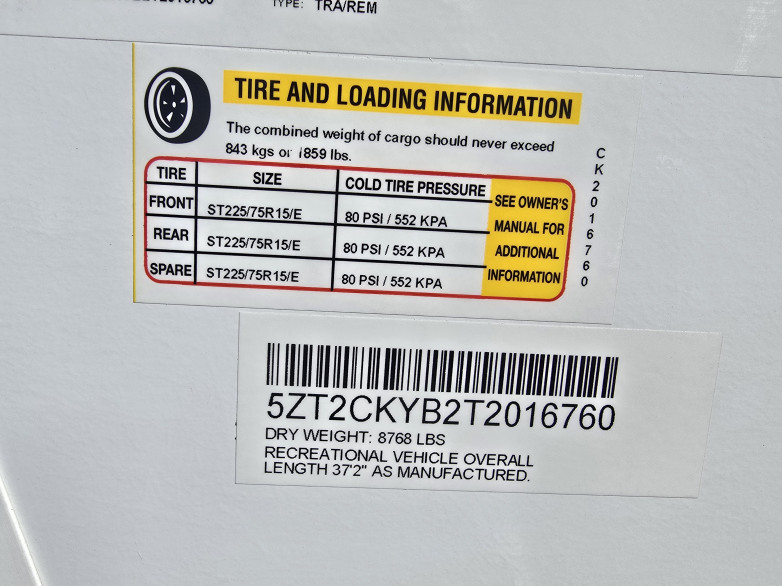 TYPE: TRA/REM
TIRE AND LOADING INFORMATION
The combined weight of cargo should never exceed
843 kgs or 1859 lbs.
TIRE SIZE COLD TIRE PRESSURE SEE OWNER'S MANUAL FOR ADDITIONAL INFORMATION
FRONT ST225/75R15/E 80 PSI / 552 KPA
REAR ST225/75R15/E 80 PSI / 552 KPA
SPARE ST225/75R15/E 80 PSI / 552 KPA
CK2016760
5ZT2CKYB2T2016760
DRY WEIGHT: 8768 LBS
RECREATIONAL VEHICLE OVERALL
LENGTH 37'2" AS MANUFACTURED.